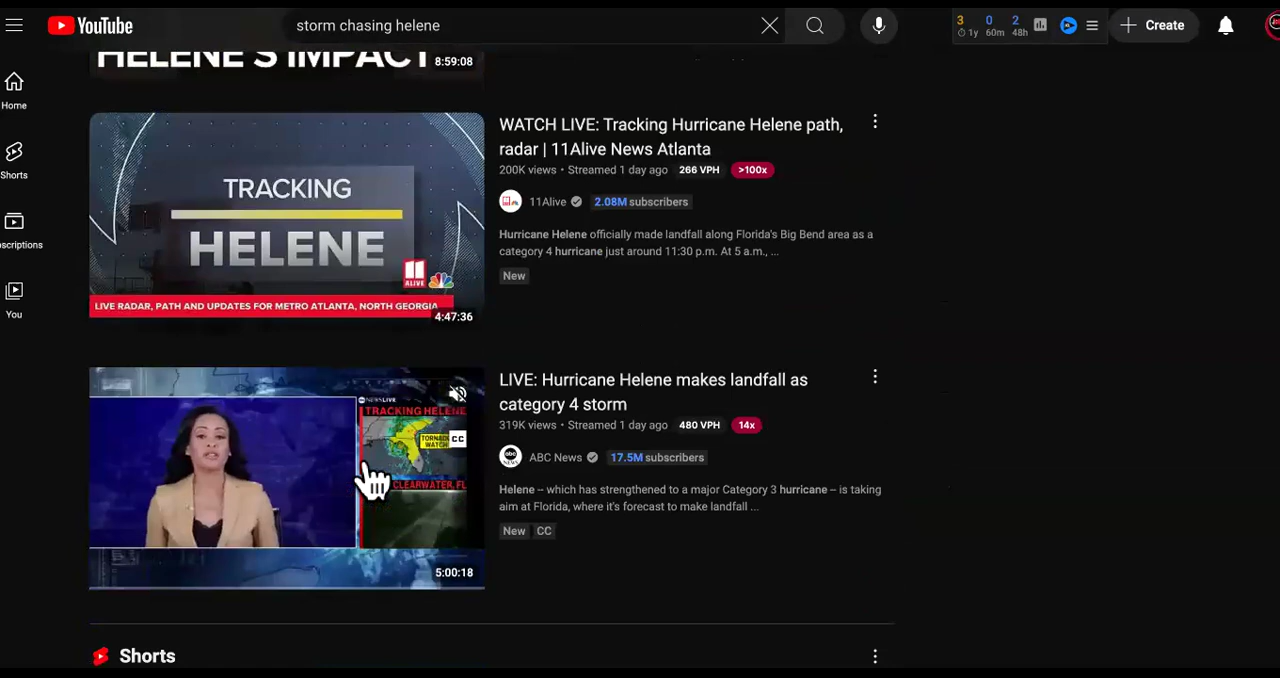 YouTube
storm chasing helene
3 0 2
1y 60m 48h
Create
Home
Shorts
scriptions
You
HELENE'S IMPACT
8:59:08
TRACKING
HELENE
11
ALIVE
LIVE RADAR, PATH AND UPDATES FOR METRO ATLANTA, NORTH GEORGIA
4:47:36
WATCH LIVE: Tracking Hurricane Helene path,
radar | 11Alive News Atlanta
200K views • Streamed 1 day ago 266 VPH >100x
11Alive 2.08M subscribers
Hurricane Helene officially made landfall along Florida's Big Bend area as a
category 4 hurricane just around 11:30 p.m. At 5 a.m., ...
New
NEWS LIVE
TRACKING HELENE
TORNADO
WATCH
CC
CLEARWATER, FL
5:00:18
LIVE: Hurricane Helene makes landfall as
category 4 storm
319K views • Streamed 1 day ago 480 VPH 14x
abc
NEWS
ABC News 17.5M subscribers
Helene – which has strengthened to a major Category 3 hurricane – is taking
aim at Florida, where it's forecast to make landfall ...
New CC
Shorts